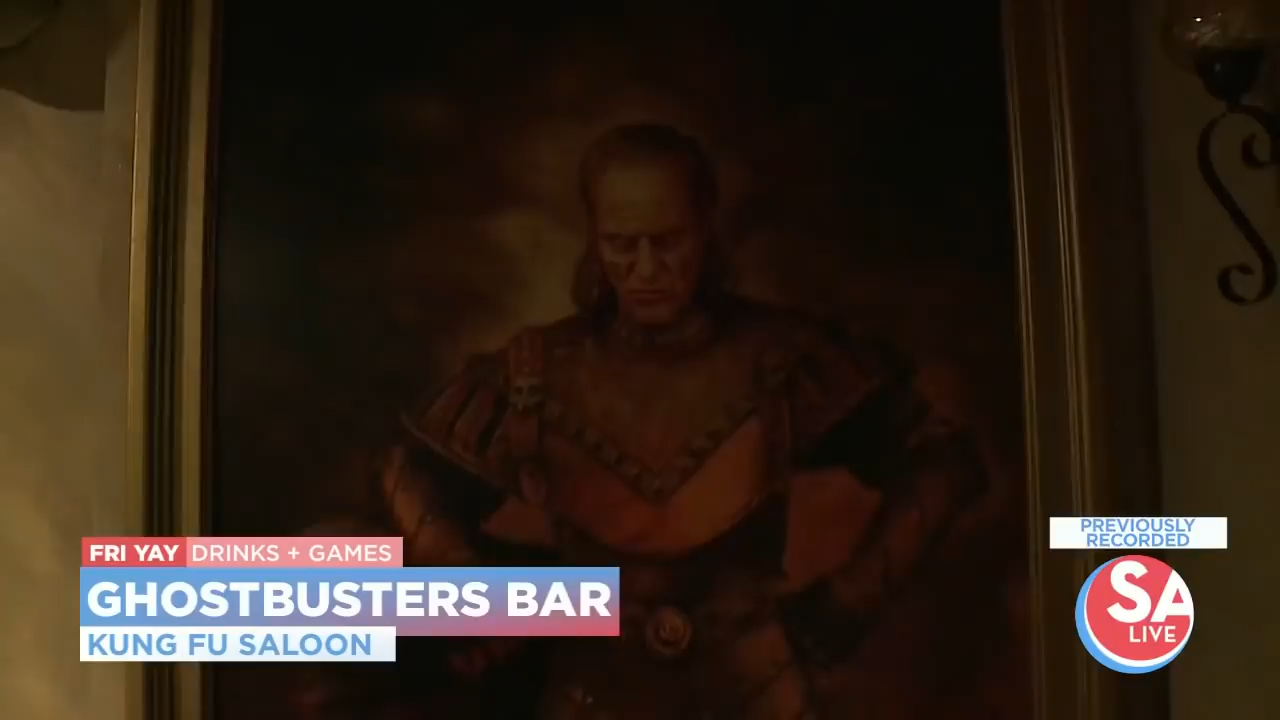 FRI YAY DRINKS + GAMES
GHOSTBUSTERS BAR
KUNG FU SALOON
PREVIOUSLY
RECORDED
SA
LIVE